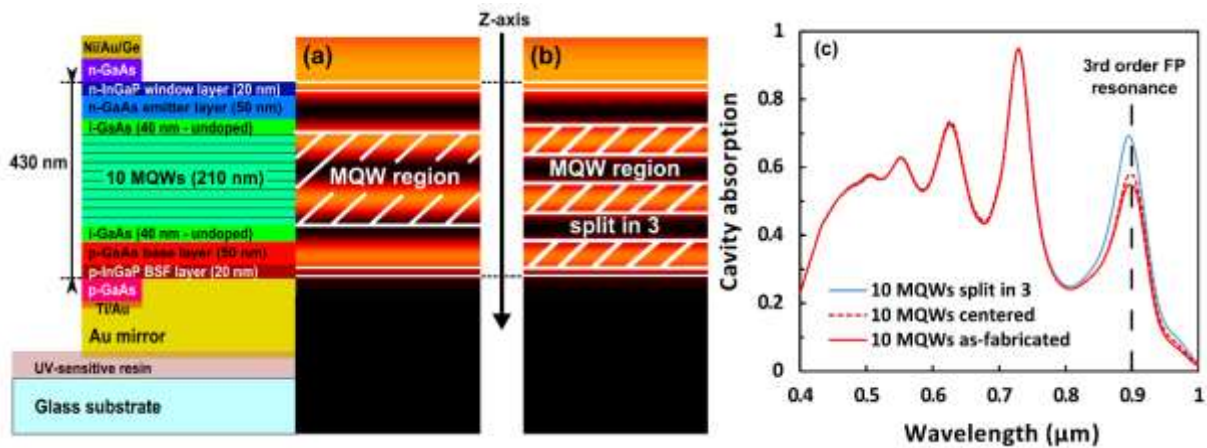 Z-axis
Ni/Au/Ge
n-GaAs
n-InGaP window layer (20 nm)
n-GaAs emitter layer (50 nm)
i-GaAs (40 nm - undoped)
430 nm
10 MQWs (210 nm)
i-GaAs (40 nm - undoped)
p-GaAs base layer (50 nm)
p-InGaP BSF layer (20 nm)
p-GaAs
Ti/Au
Au mirror
UV-sensitive resin
Glass substrate
(a)
MQW region
(b)
MQW region
split in 3
(c)
3rd order FP
resonance
Cavity absorption
1
0.8
0.6
0.4
0.2
0
10 MQWs split in 3
10 MQWs centered
10 MQWs as-fabricated
0.4 0.5 0.6 0.7 0.8 0.9 1
Wavelength (µm)